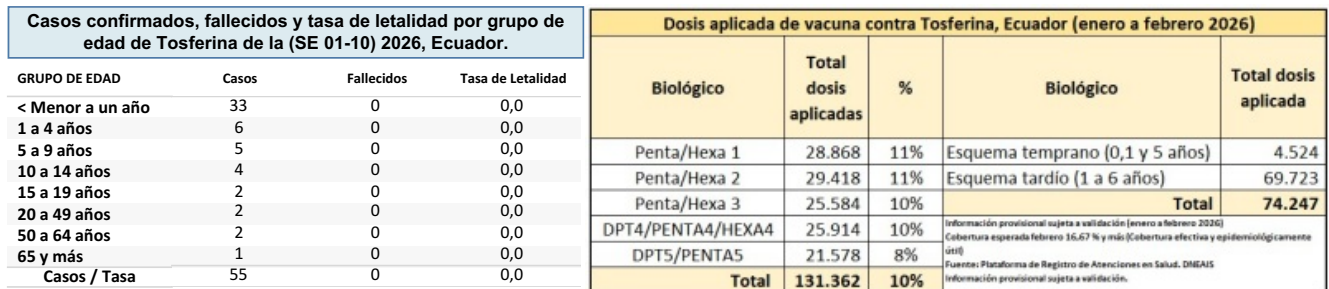 Casos confirmados, fallecidos y tasa de letalidad por grupo de
edad de Tosferina de la (SE 01-10) 2026, Ecuador.
GRUPO DE EDAD Casos Fallecidos Tasa de Letalidad
< Menor a un año 33 0 0,0
1 a 4 años 6 0 0,0
5 a 9 años 5 0 0,0
10 a 14 años 4 0 0,0
15 a 19 años 2 0 0,0
20 a 49 años 2 0 0,0
50 a 64 años 2 0 0,0
65 y más 1 0 0,0
Casos / Tasa 55 0 0,0
Dosis aplicada de vacuna contra Tosferina, Ecuador (enero a febrero 2026)
Biológico Total dosis aplicadas % Biológico Total dosis aplicada
Penta/Hexa 1 28.868 11% Esquema temprano (0,1 y 5 años) 4.524
Penta/Hexa 2 29.418 11% Esquema tardío (1 a 6 años) 69.723
Penta/Hexa 3 25.584 10% Total 74.247
DPT4/PENTA4/HEXA4 25.914 10%
DPT5/PENTA5 21.578 8%
Total 131.362 10%
Información provisional sujeta a validación (enero a febrero 2026)
Cobertura esperada febrero 16,67 % y más (Cobertura efectiva y epidemiológicamente
útil)
Fuente: Plataforma de Registro de Atenciones en Salud. DNEAIS
Información provisional sujeta a validación.